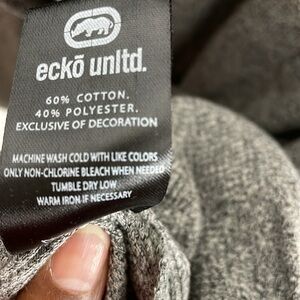 eckō unltd.
60% COTTON.
40% POLYESTER.
EXCLUSIVE OF DECORATION
MACHINE WASH COLD WITH LIKE COLORS
ONLY NON-CHLORINE BLEACH WHEN NEEDED
TUMBLE DRY LOW
WARM IRON IF NECESSARY